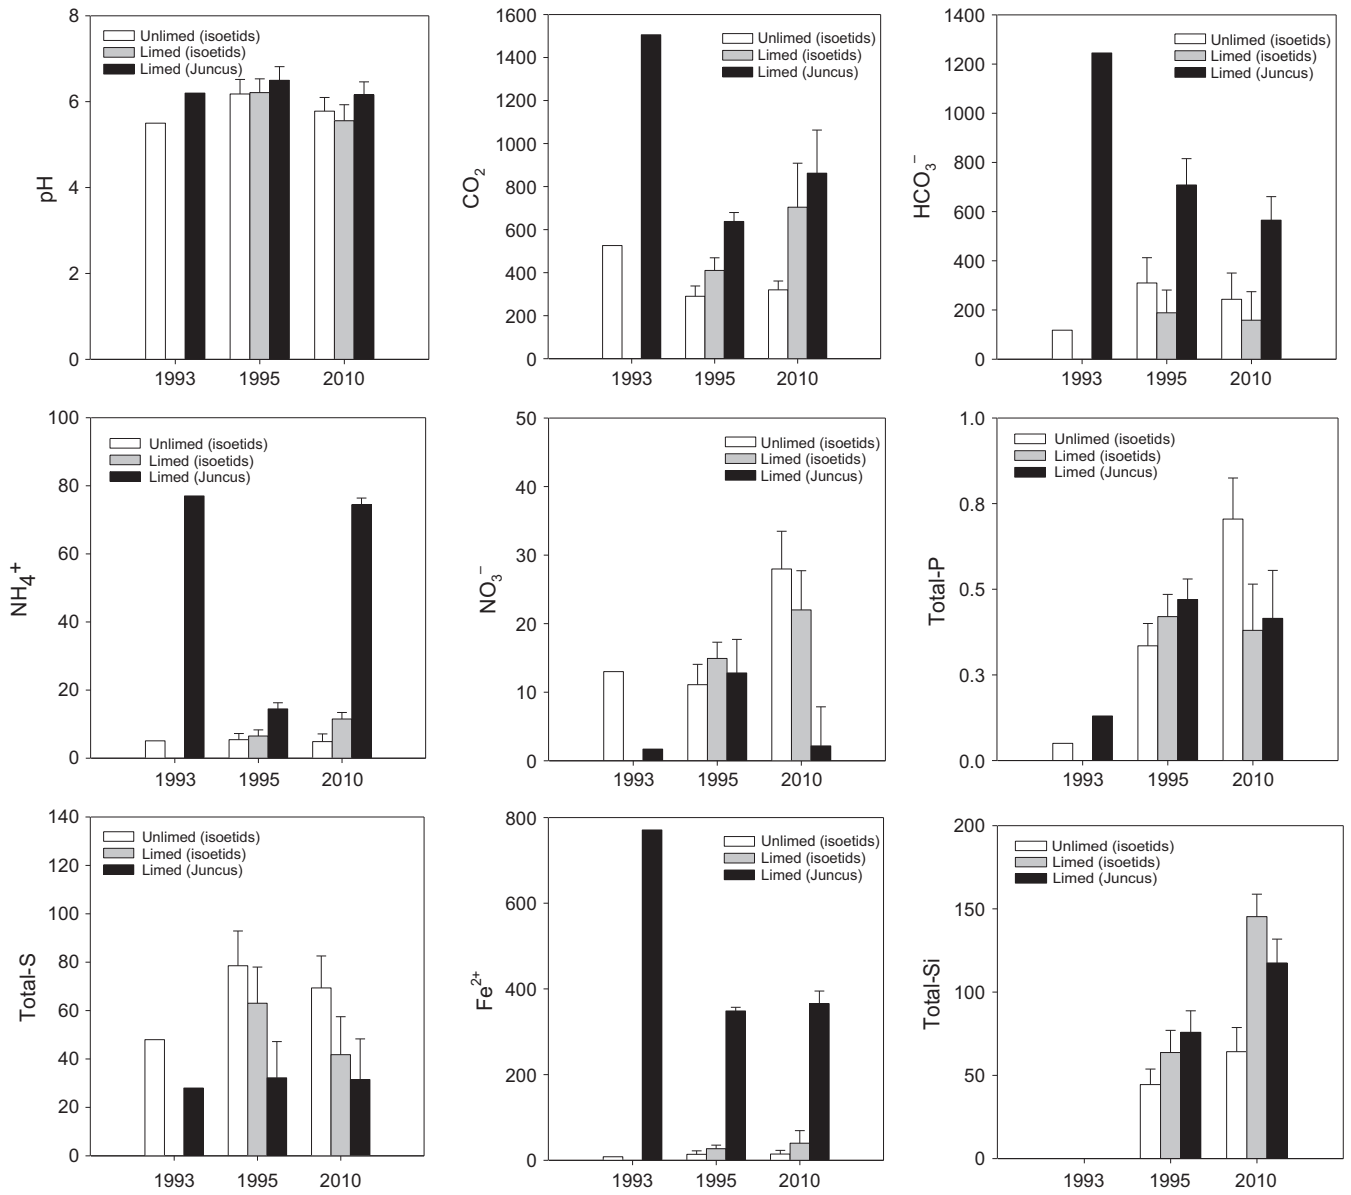 pH
8
6
4
2
0
Unlimed (isoetids)
Limed (isoetids)
Limed (Juncus)
1993 1995 2010
CO₂
1600
1400
1200
1000
800
600
400
200
0
Unlimed (isoetids)
Limed (isoetids)
Limed (Juncus)
1993 1995 2010
HCO₃⁻
1400
1200
1000
800
600
400
200
0
Unlimed (isoetids)
Limed (isoetids)
Limed (Juncus)
1993 1995 2010
NH₄⁺
100
80
60
40
20
0
Unlimed (isoetids)
Limed (isoetids)
Limed (Juncus)
1993 1995 2010
NO₃⁻
50
40
30
20
10
0
Unlimed (isoetids)
Limed (isoetids)
Limed (Juncus)
1993 1995 2010
Total-P
1.0
0.8
0.5
0.3
0.0
Unlimed (isoetids)
Limed (isoetids)
Limed (Juncus)
1993 1995 2010
Total-S
140
120
100
80
60
40
20
0
Unlimed (isoetids)
Limed (isoetids)
Limed (Juncus)
1993 1995 2010
Fe²⁺
800
600
400
200
0
Unlimed (isoetids)
Limed (isoetids)
Limed (Juncus)
1993 1995 2010
Total-Si
200
150
100
50
0
Unlimed (isoetids)
Limed (isoetids)
Limed (Juncus)
1993 1995 2010